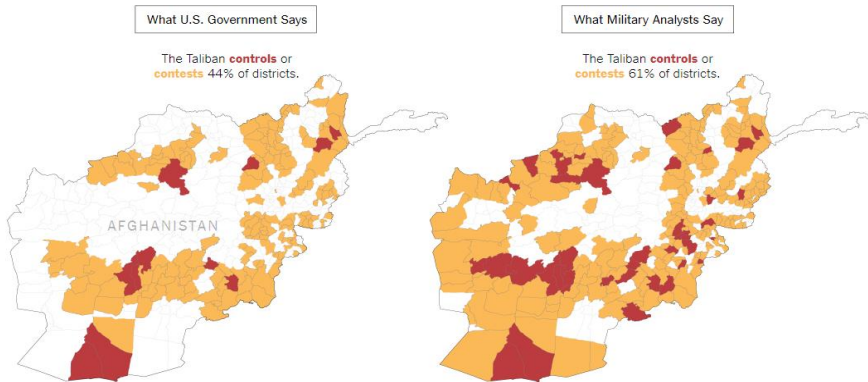 What U.S. Government Says
The Taliban controls or
contests 44% of districts.
AFGHANISTAN
What Military Analysts Say
The Taliban controls or
contests 61% of districts.